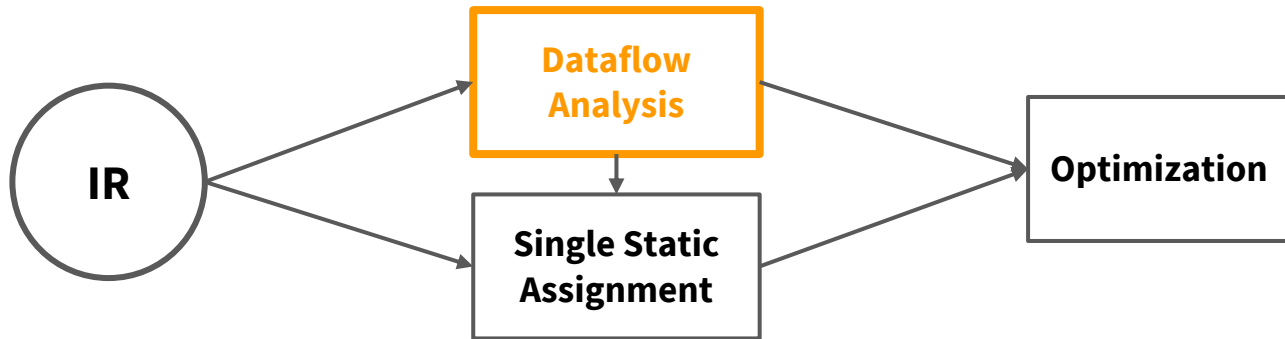 IR
Dataflow
Analysis
Single Static
Assignment
Optimization